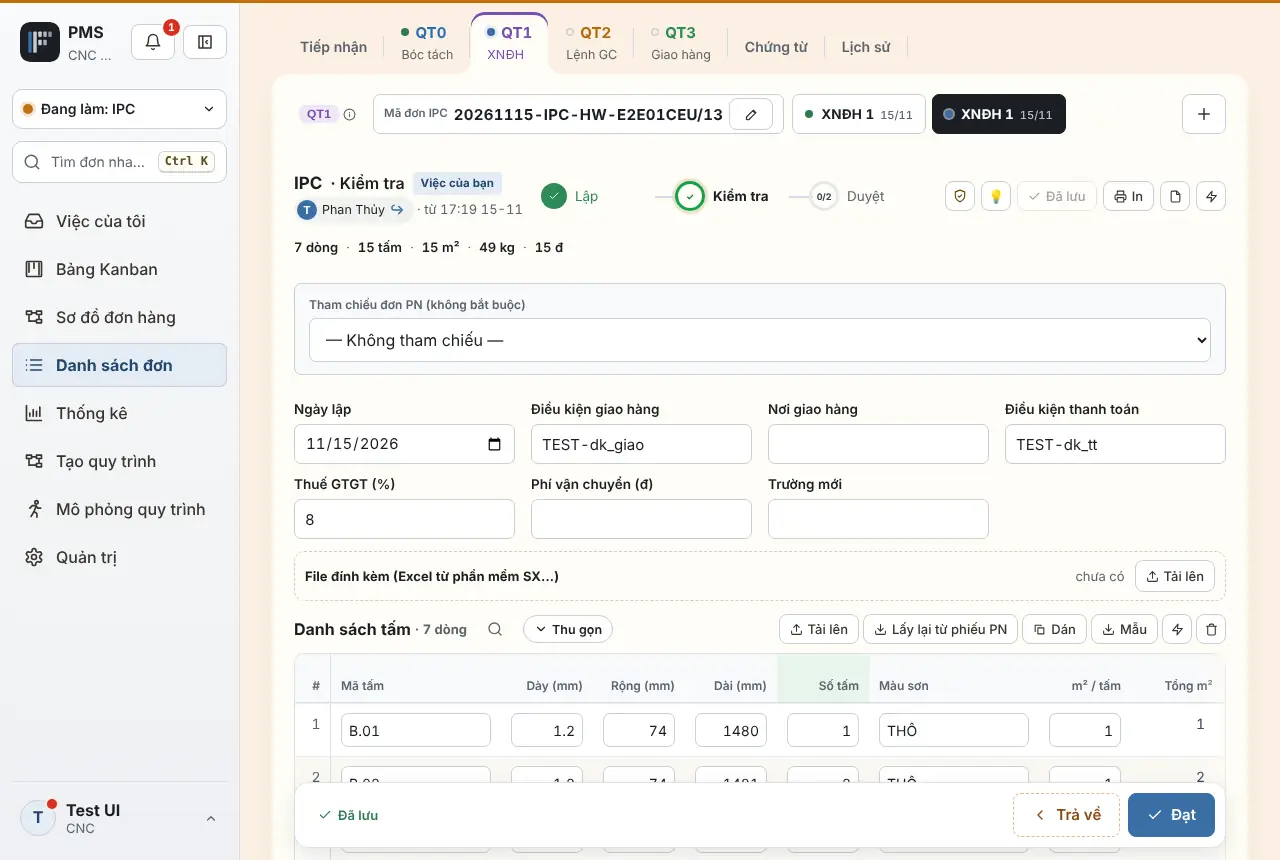 PMS
CNC ...
1
Đang làm: IPC
Tìm đơn nha... Ctrl K
Việc của tôi
Bảng Kanban
Sơ đồ đơn hàng
Danh sách đơn
Thống kê
Tạo quy trình
Mô phỏng quy trình
Quản trị
T
Test UI
CNC
Tiếp nhận
QT0
Bóc tách
QT1
XNĐH
QT2
Lệnh GC
QT3
Giao hàng
Chứng từ
Lịch sử
QT1
Mã đơn IPC 20261115-IPC-HW-E2E01CEU/13
XNĐH 1 15/11
XNĐH 1 15/11
IPC · Kiểm tra Việc của bạn
T Phan Thủy · từ 17:19 15-11
Lập
Kiểm tra
0/2 Duyệt
Đã lưu
In
7 dòng · 15 tấm · 15 m² · 49 kg · 15 đ
Tham chiếu đơn PN (không bắt buộc)
— Không tham chiếu —
Ngày lập Điều kiện giao hàng Nơi giao hàng Điều kiện thanh toán
11/15/2026 TEST-dk_giao TEST-dk_tt
Thuế GTGT (%) Phí vận chuyển (đ) Trường mới
8
File đính kèm (Excel từ phần mềm SX...) chưa có Tải lên
Danh sách tấm · 7 dòng Thu gọn Tải lên Lấy lại từ phiếu PN Dán Mẫu
# Mã tấm Dày (mm) Rộng (mm) Dài (mm) Số tấm Màu sơn m² / tấm Tổng m²
1 B.01 1.2 74 1480 1 THÔ 1 1
2 B.02 1.2 74 1481 2 THÔ 1 2
Đã lưu Trả về Đạt